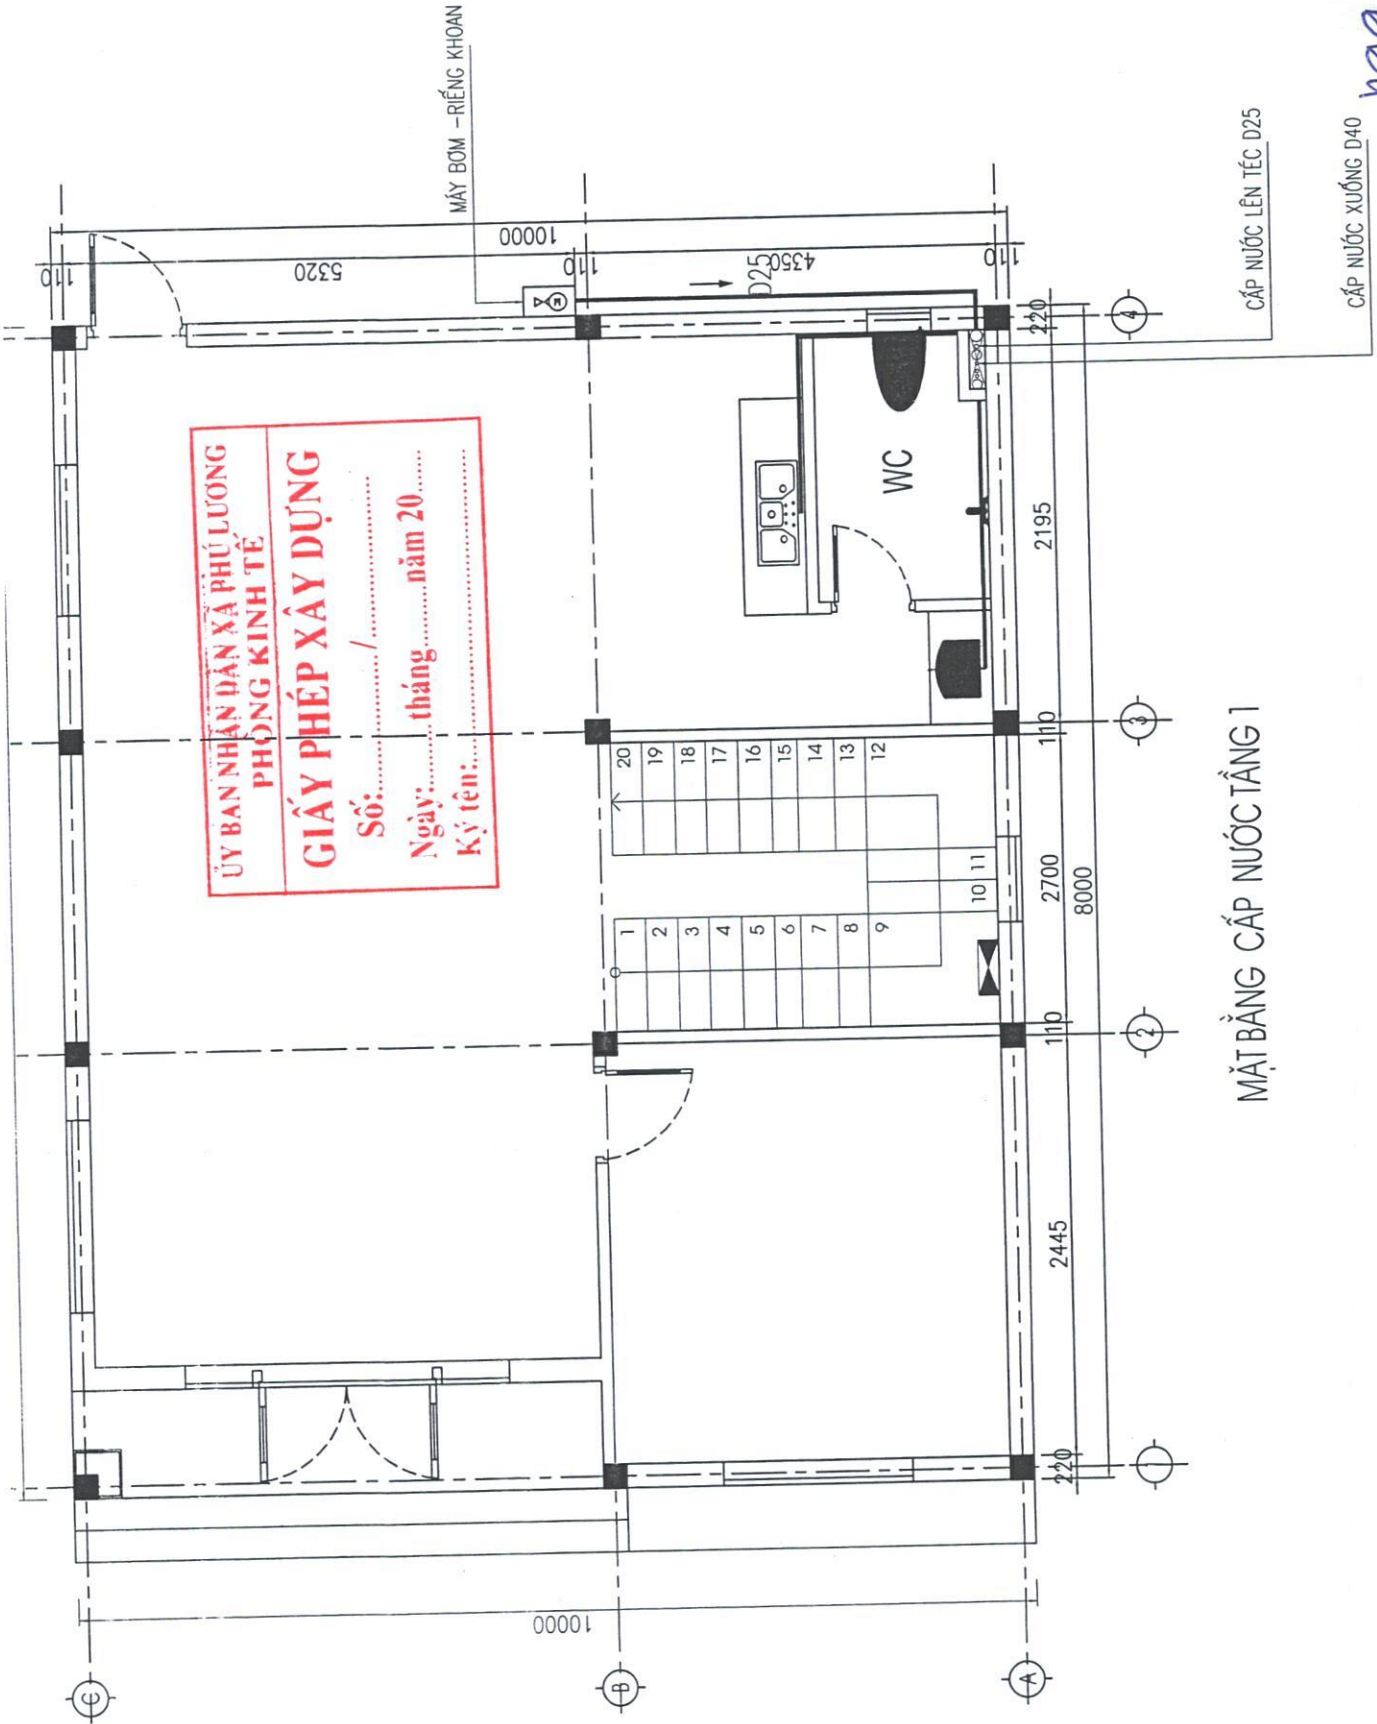 MÁY BƠM -RIẾNG KHOAN
CẤP NƯỚC LÊN TÉC D25
CẤP NƯỚC XUỐNG D40
ỦY BAN NHÂN DÂN XÃ PHÚ LƯƠNG
PHÒNG KINH TẾ
GIẤY PHÉP XÂY DỰNG
Số:............/....................
Ngày:..........tháng..........năm 20......
Ký tên:................................
10000
110
5320
110
4350
110
D25
WC
20
19
18
17
16
15
14
13
12
11
10
1
2
3
4
5
6
7
8
9
220
2195
110
2700
110
2445
220
8000
10000
4
3
2
1
C
B
A
MẶT BẰNG CẤP NƯỚC TẦNG 1